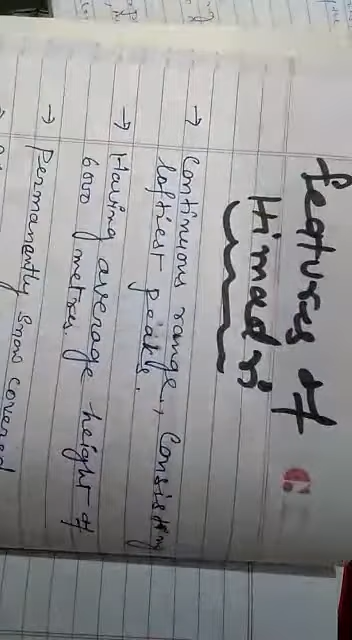 features of
Himadri
→ Continuous range, Consisting
loftiest peaks.
→ Having average height of
6000 metres.
→ Permanently snow covered